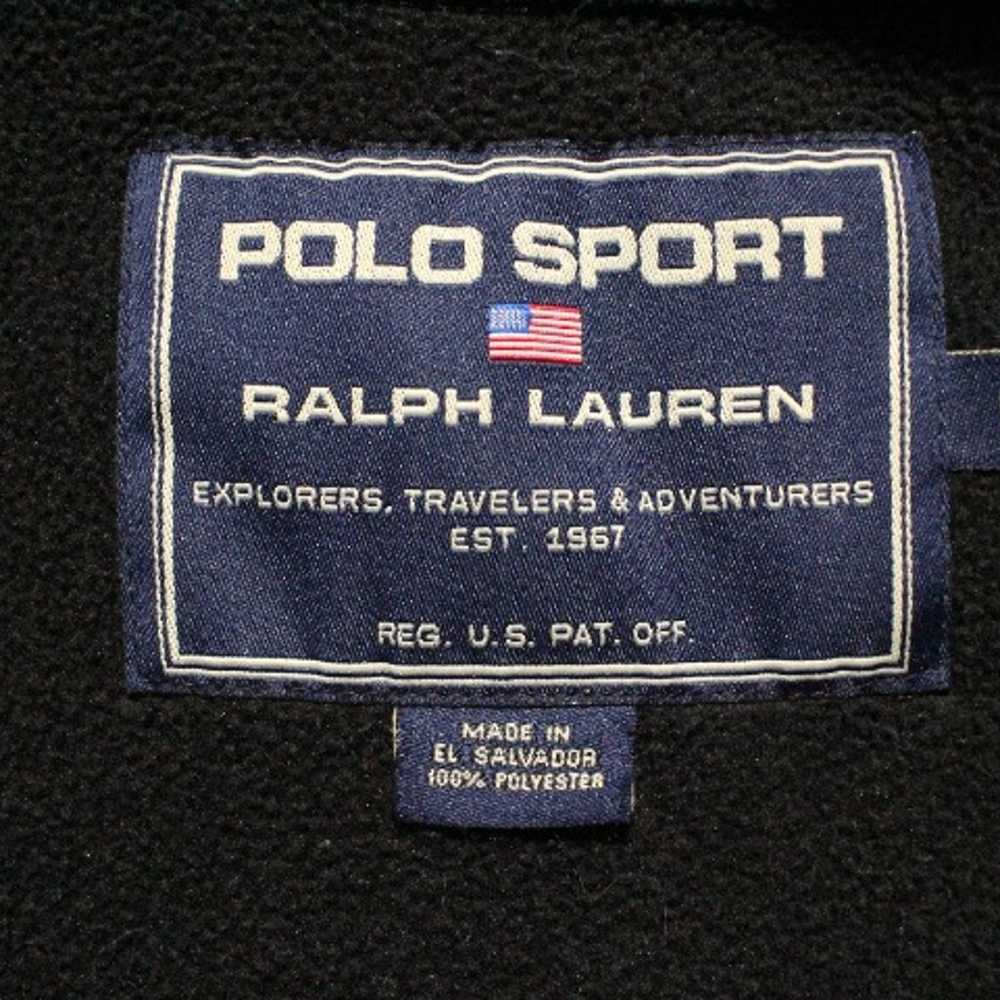 POLO SPORT
RALPH LAUREN
EXPLORERS, TRAVELERS & ADVENTURERS
EST. 1967
REG. U.S. PAT. OFF.
MADE IN
EL SALVADOR
100% POLYESTER